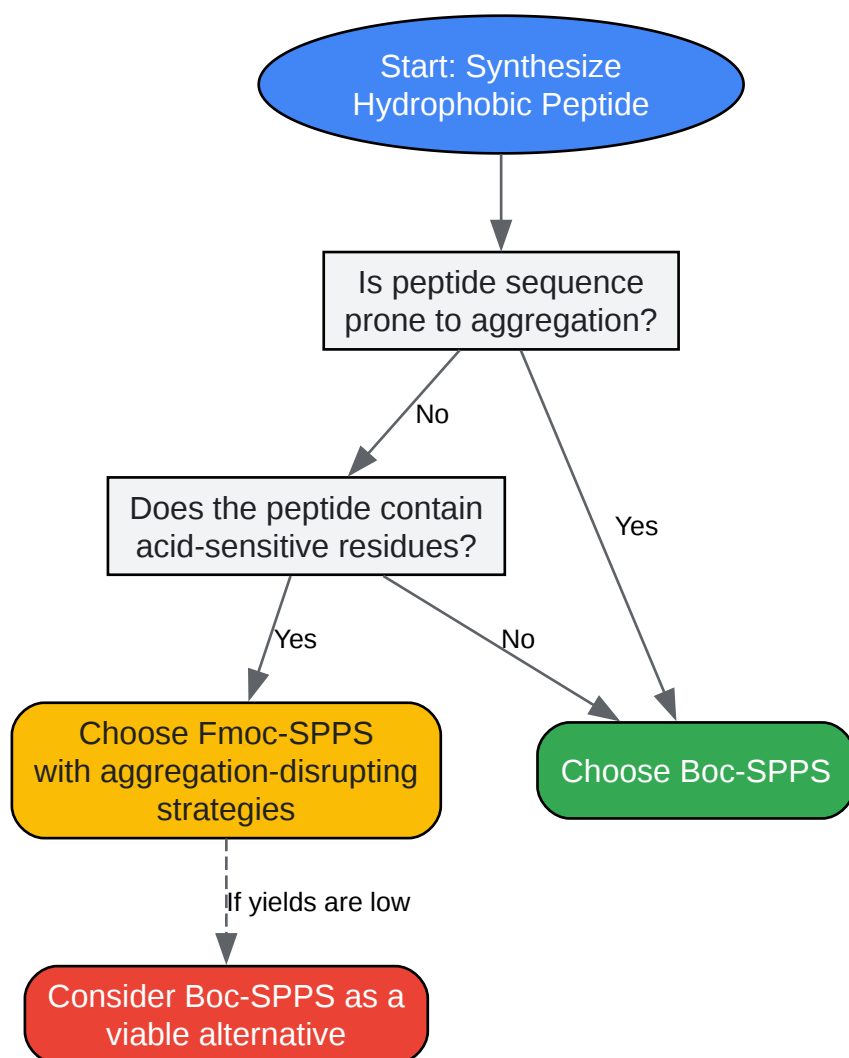 Start: Synthesize
Hydrophobic Peptide
Is peptide sequence
prone to aggregation?
No
Does the peptide contain
acid-sensitive residues?
Yes
Yes
No
Choose Fmoc-SPPS
with aggregation-disrupting
strategies
Choose Boc-SPPS
If yields are low
Consider Boc-SPPS as a
viable alternative